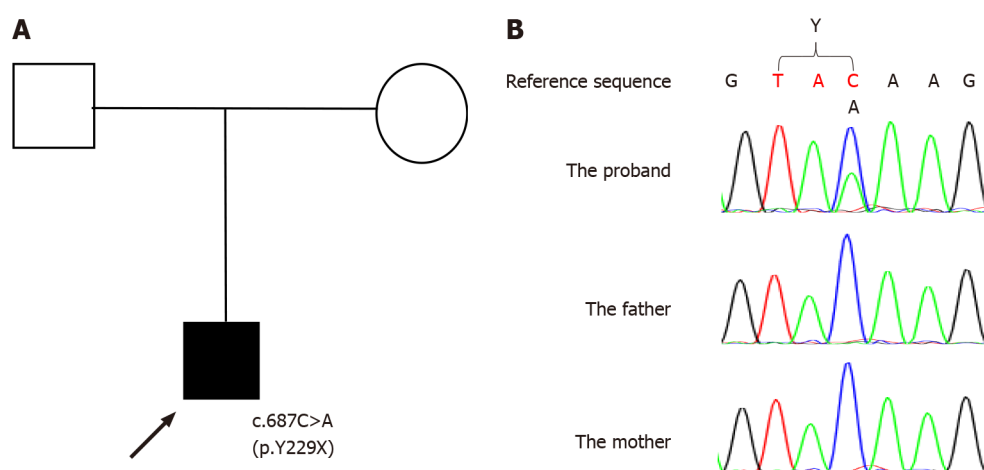 A
c.687C>A
(p.Y229X)
B
Y
Reference sequence G T A C A A G
A
The proband
The father
The mother